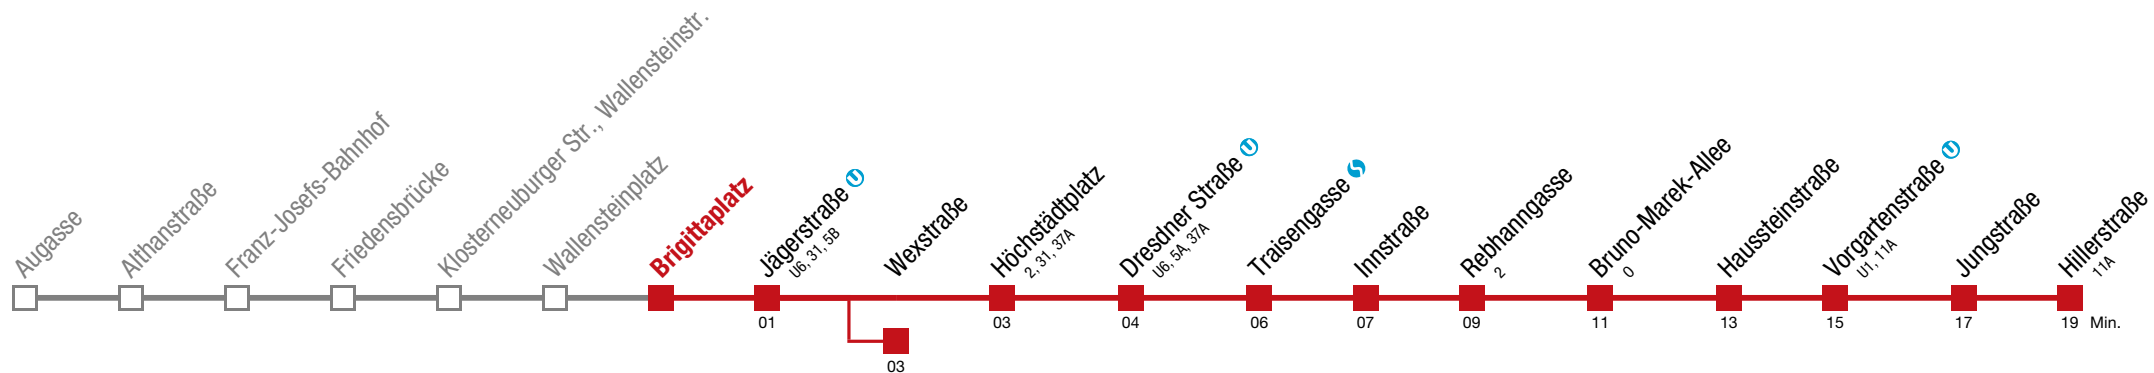 Augasse
Althanstraße
Franz-Josefs-Bahnhof
Friedensbrücke
Klosterneuburger Str., Wallensteinstr.
Wallensteinplatz
Brigittaplatz
Jägerstraße
U6, 31, 5B
Wexstraße
Höchstädtplatz
2, 31, 37A
Dresdner Straße
U6, 5A, 37A
Traisengasse
Innstraße
Rebhanngasse
2
Bruno-Marek-Allee
O
Haussteinstraße
Vorgartenstraße
U1, 11A
Jungstraße
Hillerstraße
11A
01 03 04 06 07 09 11 13 15 17 19 Min.
03